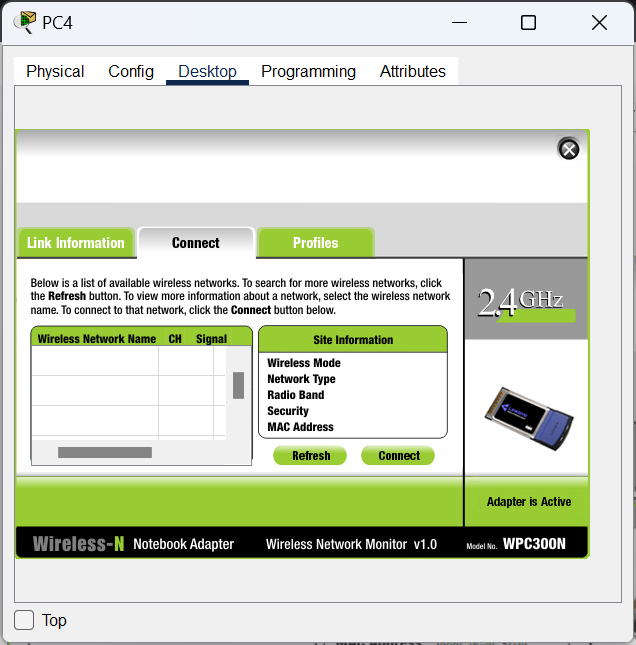 PC4
Physical Config Desktop Programming Attributes
Link Information Connect Profiles
Below is a list of available wireless networks. To search for more wireless networks, click
the Refresh button. To view more information about a network, select the wireless network
name. To connect to that network, click the Connect button below.
2.4GHz
Wireless Network Name CH Signal
Site Information
Wireless Mode
Network Type
Radio Band
Security
MAC Address
Refresh Connect
Adapter is Active
Wireless-N Notebook Adapter Wireless Network Monitor v1.0 Model No. WPC300N
Top